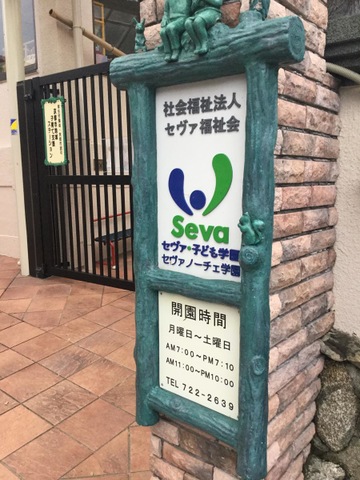 社会福祉法人
セヴァ福祉会
Seva
セヴァ・子ども学園
セヴァノーチェ学園
開園時間
月曜日〜土曜日
AM7:00〜PM7:10
AM11:00〜PM10:00
TEL 722-2639